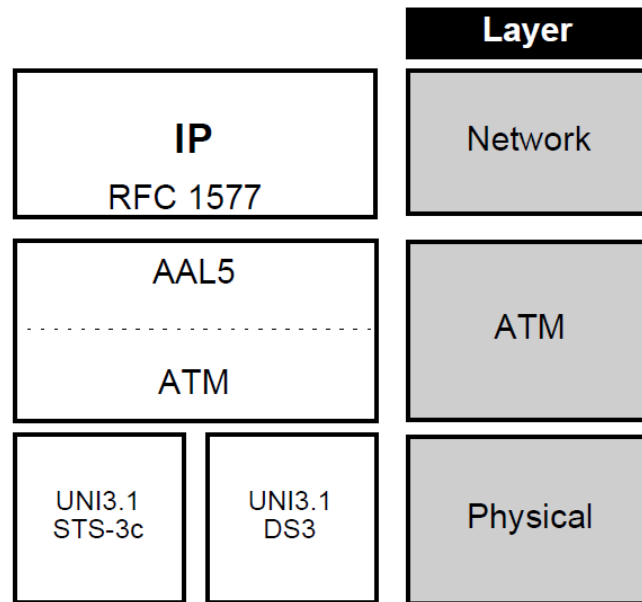 Layer
IP
RFC 1577
Network
AAL5
ATM
ATM
UNI3.1
STS-3c
UNI3.1
DS3
Physical